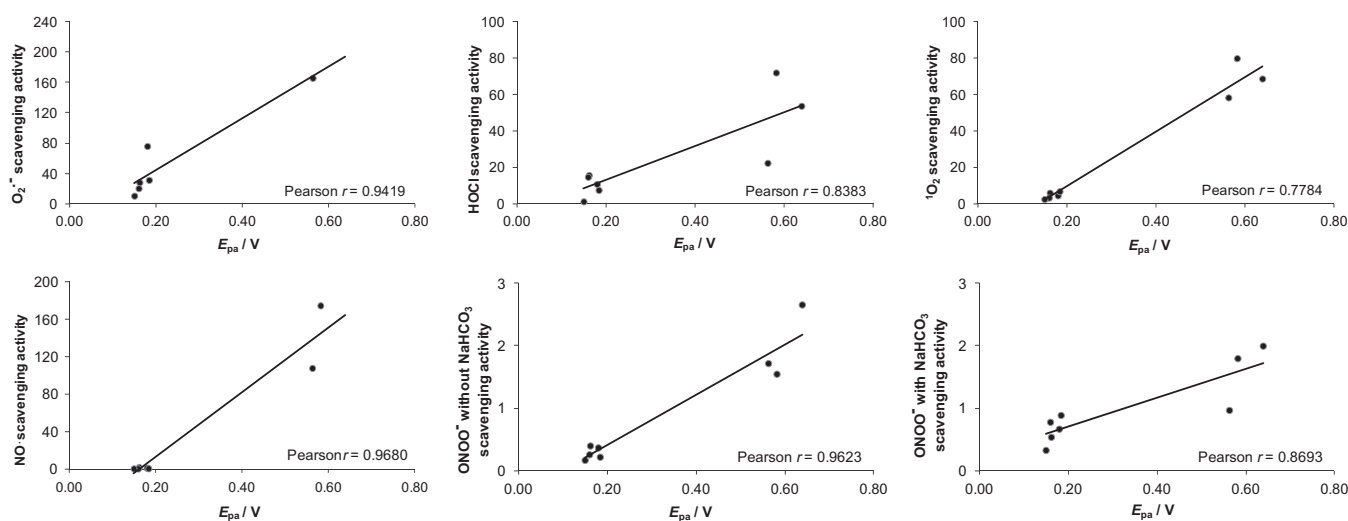 O₂˙⁻ scavenging activity
240
200
160
120
80
40
0
0.00 0.20 0.40 0.60 0.80
Pearson r = 0.9419
Epa / V
HOCl scavenging activity
100
80
60
40
20
0
0.00 0.20 0.40 0.60 0.80
Pearson r = 0.8383
Epa / V
¹O₂ scavenging activity
100
80
60
40
20
0
0.00 0.20 0.40 0.60 0.80
Pearson r = 0.7784
Epa / V
NO· scavenging activity
200
160
120
80
40
0
0.00 0.20 0.40 0.60 0.80
Pearson r = 0.9680
Epa / V
ONOO⁻ without NaHCO₃
scavenging activity
3
2
1
0
0.00 0.20 0.40 0.60 0.80
Pearson r = 0.9623
Epa / V
ONOO⁻ with NaHCO₃
scavenging activity
3
2
1
0
0.00 0.20 0.40 0.60 0.80
Pearson r = 0.8693
Epa / V